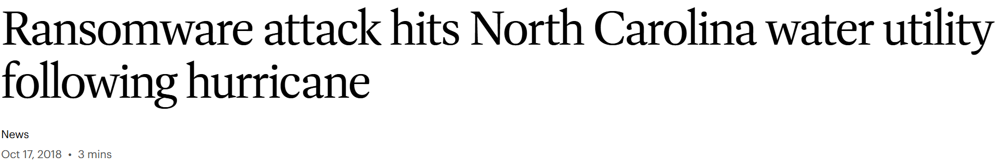 Ransomware attack hits North Carolina water utility
following hurricane
News
Oct 17, 2018 • 3 mins